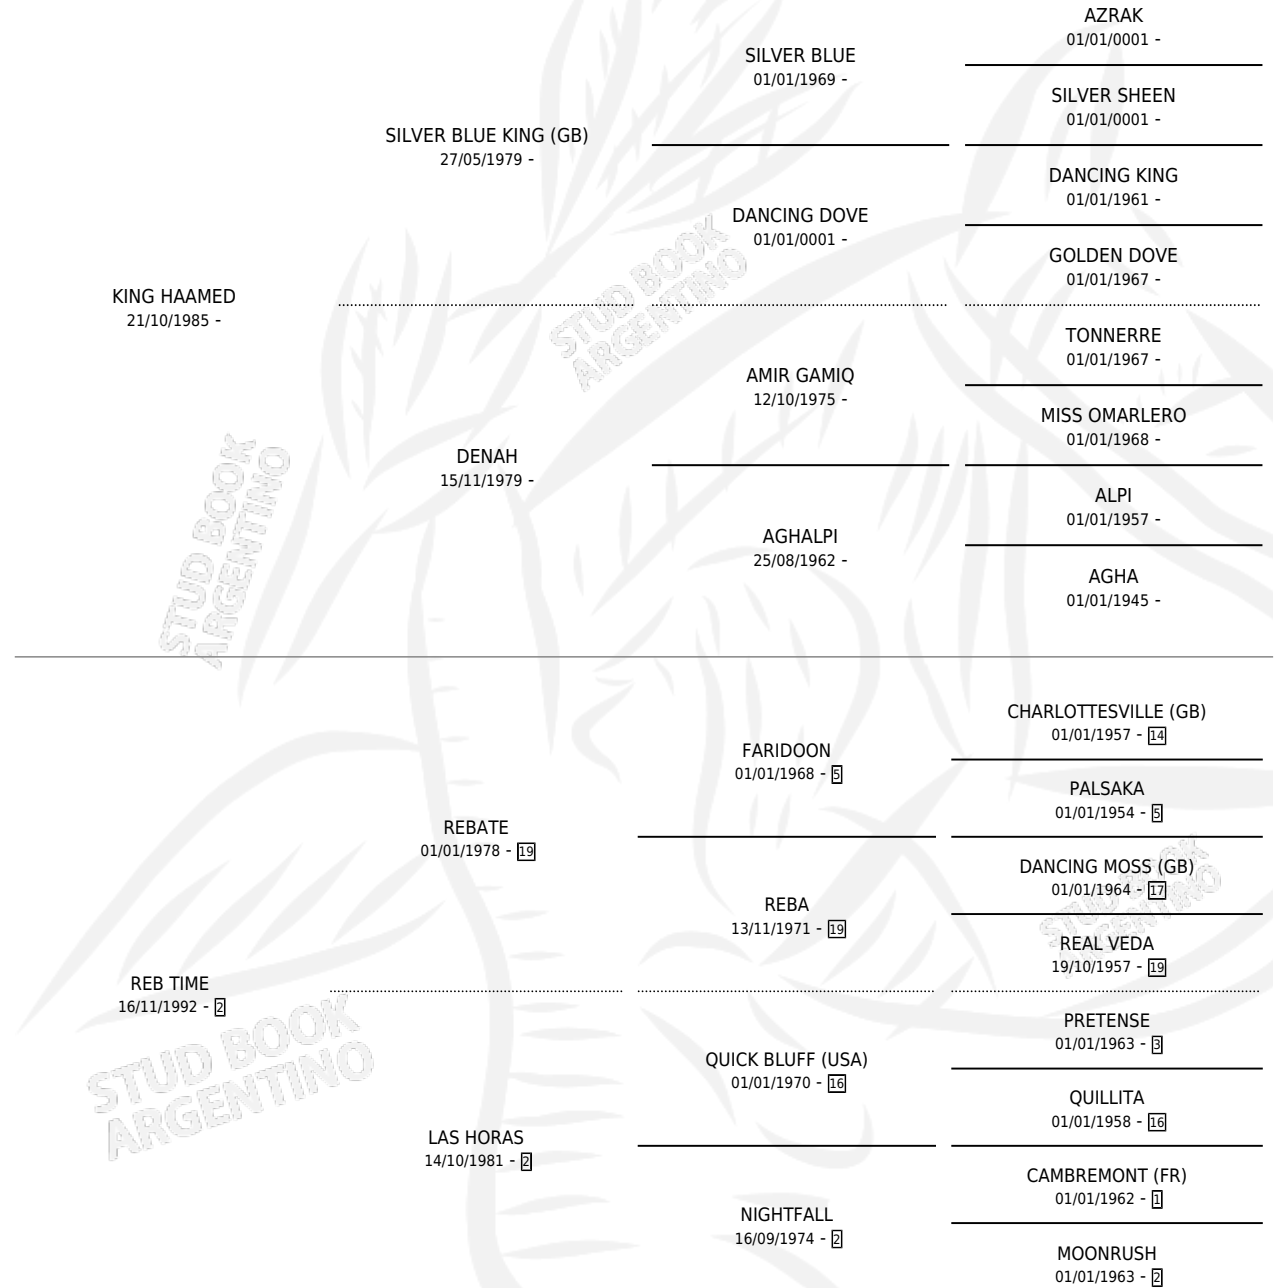 AZRAK
01/01/0001 -
SILVER BLUE
01/01/1969 -
SILVER SHEEN
01/01/0001 -
SILVER BLUE KING (GB)
27/05/1979 -
DANCING KING
01/01/1961 -
DANCING DOVE
01/01/0001 -
GOLDEN DOVE
01/01/1967 -
KING HAAMED
21/10/1985 -
TONNERRE
01/01/1967 -
AMIR GAMIQ
12/10/1975 -
MISS OMARLERO
01/01/1968 -
DENAH
15/11/1979 -
ALPI
01/01/1957 -
AGHALPI
25/08/1962 -
AGHA
01/01/1945 -
STUD BOOK
ARGENTINO
STUD BOOK
ARGENTINO
CHARLOTTESVILLE (GB)
01/01/1957 - 14
FARIDOON
01/01/1968 - 5
PALSAKA
01/01/1954 - 5
REBATE
01/01/1978 - 19
DANCING MOSS (GB)
01/01/1964 - 17
REBA
13/11/1971 - 19
REAL VEDA
19/10/1957 - 19
STUD BOOK
ARGENTINO
REB TIME
16/11/1992 - 2
PRETENSE
01/01/1963 - 3
QUICK BLUFF (USA)
01/01/1970 - 16
QUILLITA
01/01/1958 - 16
LAS HORAS
14/10/1981 - 2
CAMBREMONT (FR)
01/01/1962 - 1
NIGHTFALL
16/09/1974 - 2
MOONRUSH
01/01/1963 - 2
STUD BOOK
ARGENTINO